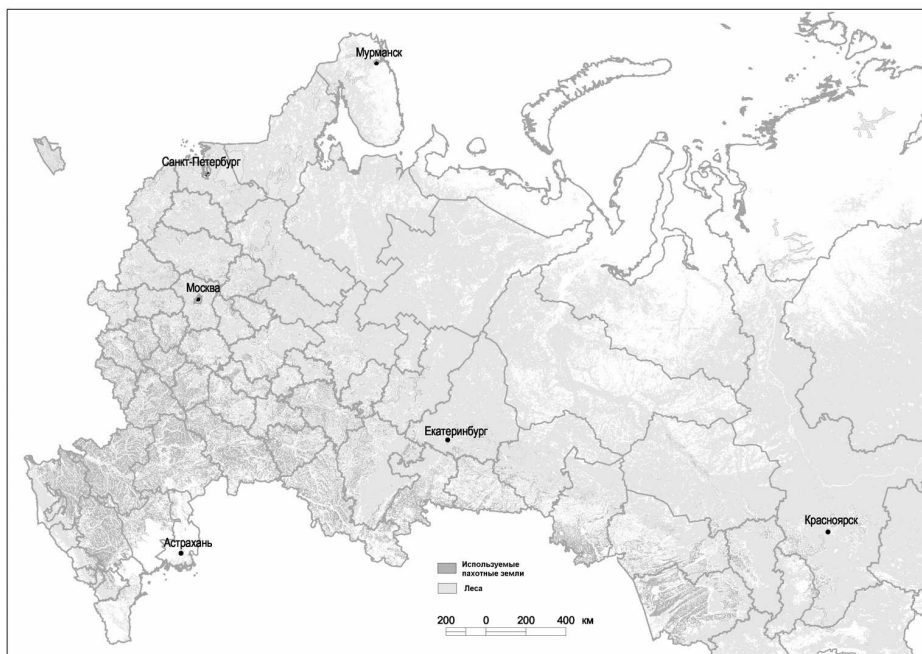 Мурманск
Санкт-Петербург
Москва
Екатеринбург
Красноярск
Астрахань
Используемые
пахотные земли
Леса
200 0 200 400 км